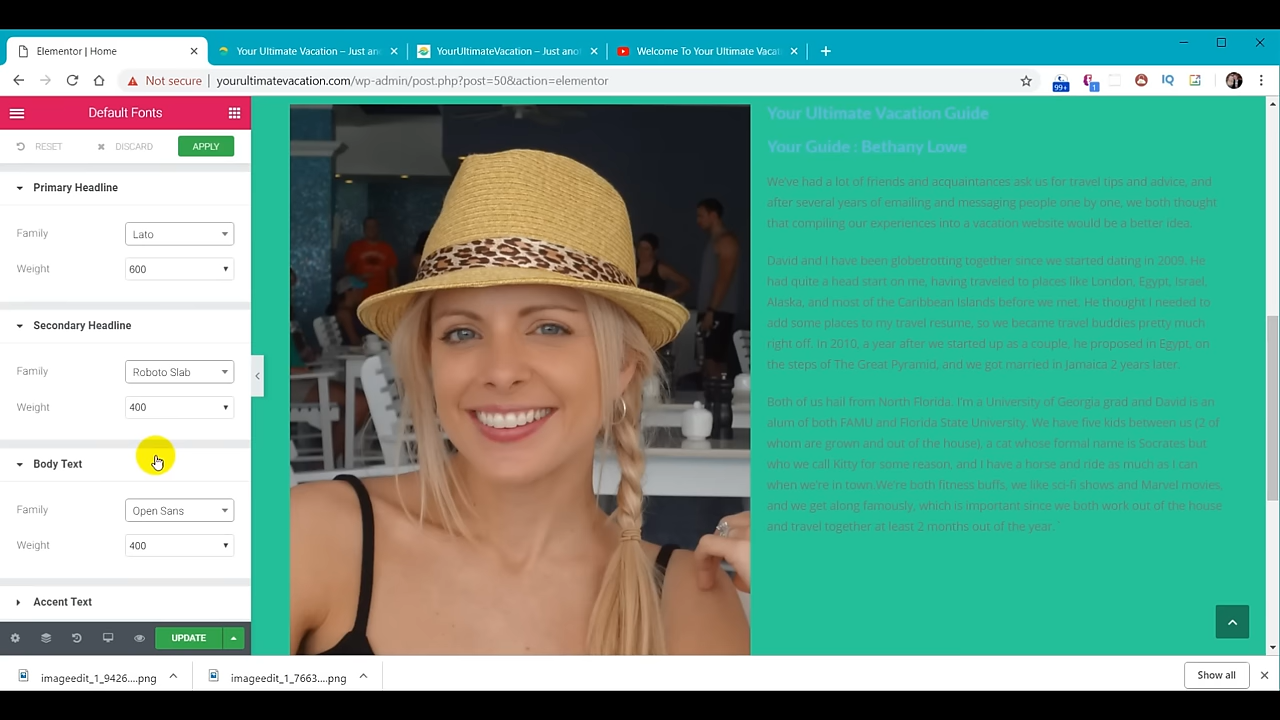 Elementor | Home
Your Ultimate Vacation – Just an
YourUltimateVacation – Just anot
Welcome To Your Ultimate Vacat
Not secure
yourultimatevacation.com/wp-admin/post.php?post=50&action=elementor
99+
1
IQ
Default Fonts
RESET
DISCARD
APPLY
Primary Headline
Family
Lato
Weight
600
Secondary Headline
Family
Roboto Slab
Weight
400
Body Text
Family
Open Sans
Weight
400
Accent Text
UPDATE
Your Ultimate Vacation Guide
Your Guide : Bethany Lowe
We've had a lot of friends and acquaintances ask us for travel tips and advice, and
after several years of emailing and messaging people one by one, we both thought
that compiling our experiences into a vacation website would be a better idea.
David and I have been globetrotting together since we started dating in 2009. He
had quite a head start on me, having traveled to places like London, Egypt, Israel,
Alaska, and most of the Caribbean Islands before we met. He thought I needed to
add some places to my travel resume, so we became travel buddies pretty much
right off. In 2010, a year after we started up as a couple, he proposed in Egypt, on
the steps of The Great Pyramid, and we got married in Jamaica 2 years later.
Both of us hail from North Florida. I'm a University of Georgia grad and David is an
alum of both FAMU and Florida State University. We have five kids between us (2 of
whom are grown and out of the house), a cat whose formal name is Socrates but
who we call Kitty for some reason, and I have a horse and ride as much as I can
when we're in town.We're both fitness buffs, we like sci-fi shows and Marvel movies,
and we get along famously, which is important since we both work out of the house
and travel together at least 2 months out of the year.
imageedit_1_9426....png
imageedit_1_7663....png
Show all